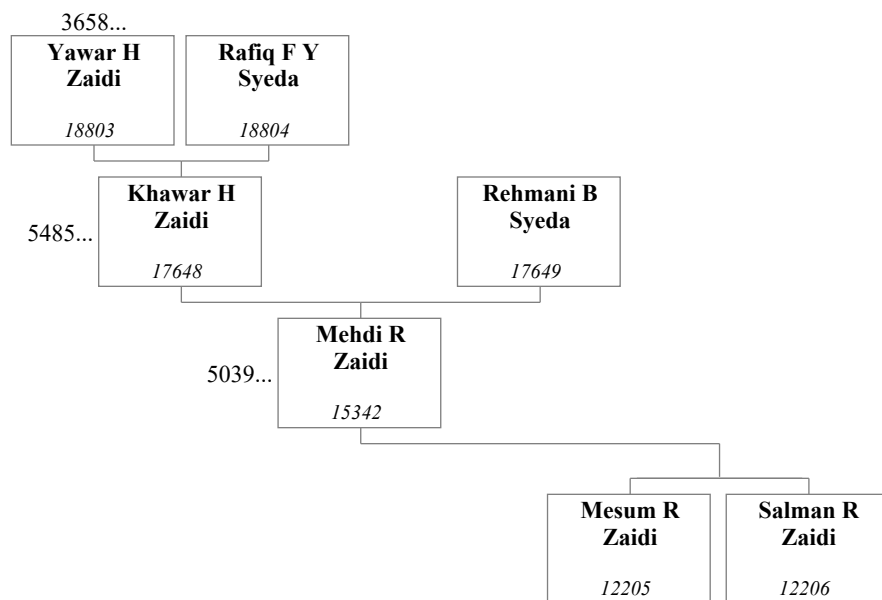 3658...
Yawar H
Zaidi
18803
Rafiq F Y
Syeda
18804
5485...
Khawar H
Zaidi
17648
Rehmani B
Syeda
17649
5039...
Mehdi R
Zaidi
15342
Mesum R
Zaidi
12205
Salman R
Zaidi
12206